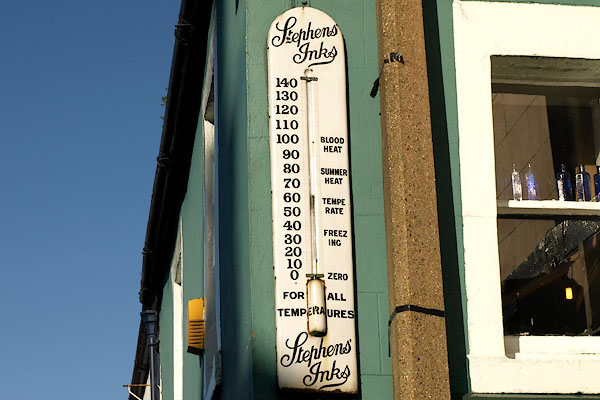 Stephens'
Inks
140
130
120
110
100 BLOOD
HEAT
90
80 SUMMER
HEAT
70
60 TEMPE
RATE
50
40 FREEZ
ING
30
20
10
0 ZERO
FOR ALL
TEMPERATURES
Stephens'
Inks